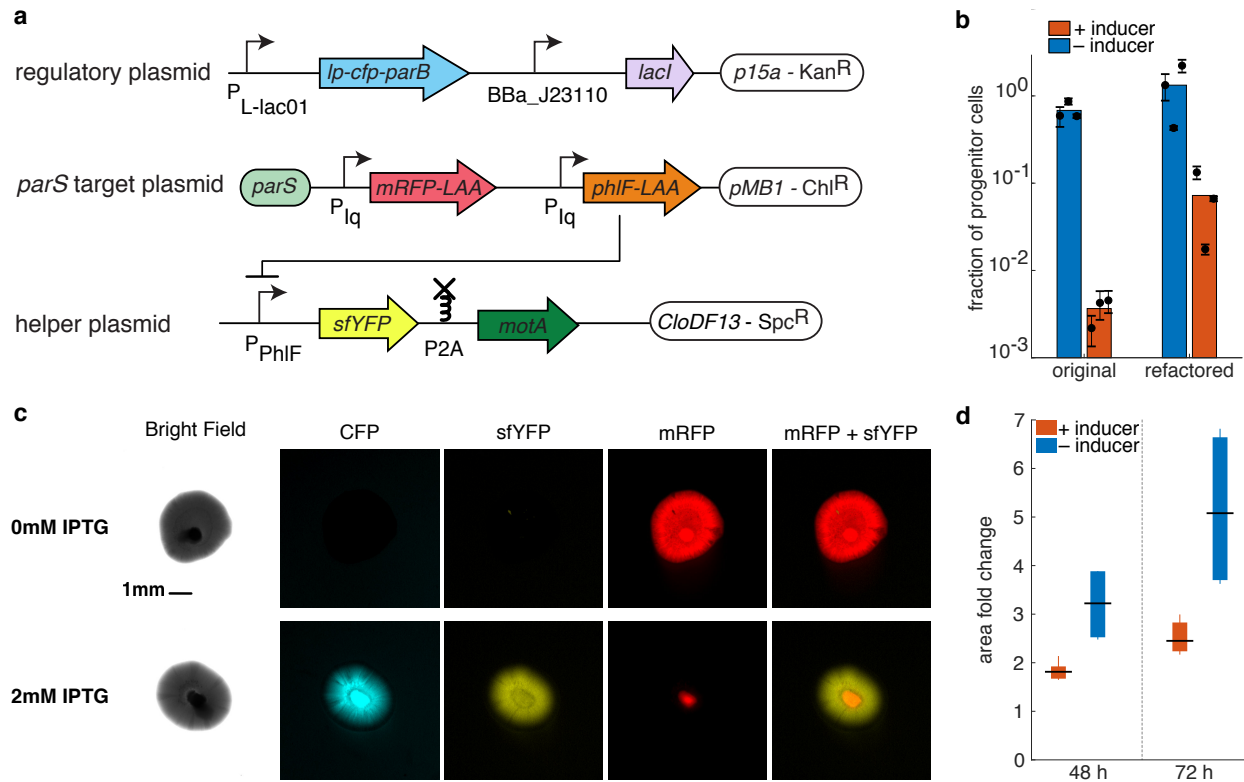 a
regulatory plasmid
P L-lac01
lp-cfp-parB
BBa_J23110
lacI
p15a - KanR
parS target plasmid
parS
PIq
mRFP-LAA
PIq
phlF-LAA
pMB1 - ChlR
helper plasmid
PPhlF
sfYFP
P2A
motA
CloDF13 - SpcR
b
+ inducer
− inducer
fraction of progenitor cells
10^0
10^-1
10^-2
10^-3
original
refactored
c
Bright Field
CFP
sfYFP
mRFP
mRFP + sfYFP
0mM IPTG
1mm
2mM IPTG
d
+ inducer
− inducer
area fold change
7
6
5
4
3
2
1
0
48 h
72 h